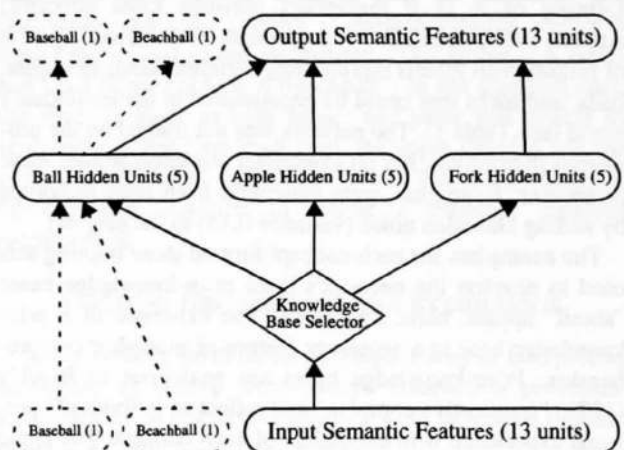 Baseball (1) Beachball (1) Output Semantic Features (13 units)
Ball Hidden Units (5) Apple Hidden Units (5) Fork Hidden Units (5)
Knowledge
Base Selector
Baseball (1) Beachball (1) Input Semantic Features (13 units)